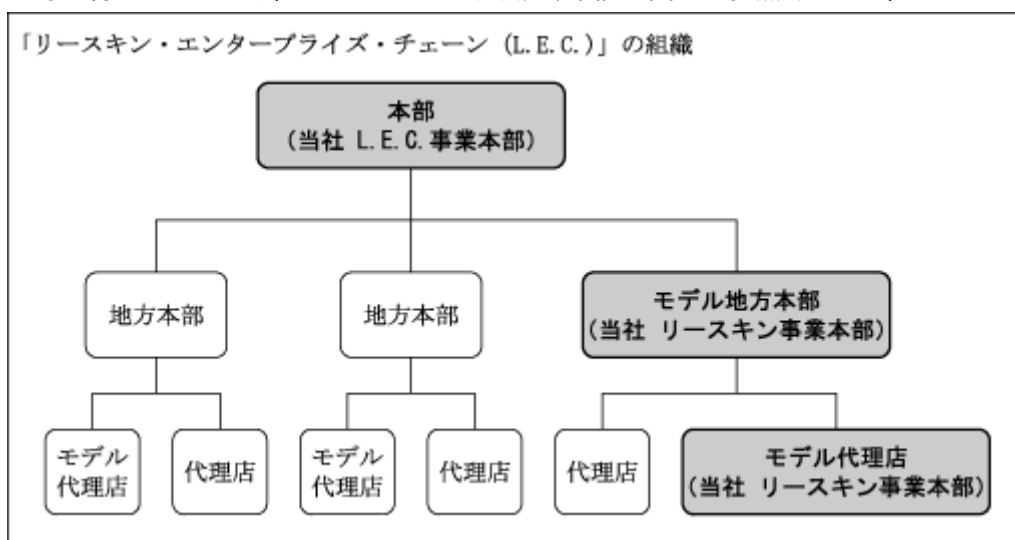 「リースキン・エンタープライズ・チェーン (L.E.C.)」の組織
本部
(当社 L.E.C.事業本部)
地方本部
地方本部
モデル地方本部
(当社 リースキン事業本部)
モデル
代理店
代理店
モデル
代理店
代理店
代理店
モデル代理店
(当社 リースキン事業本部)